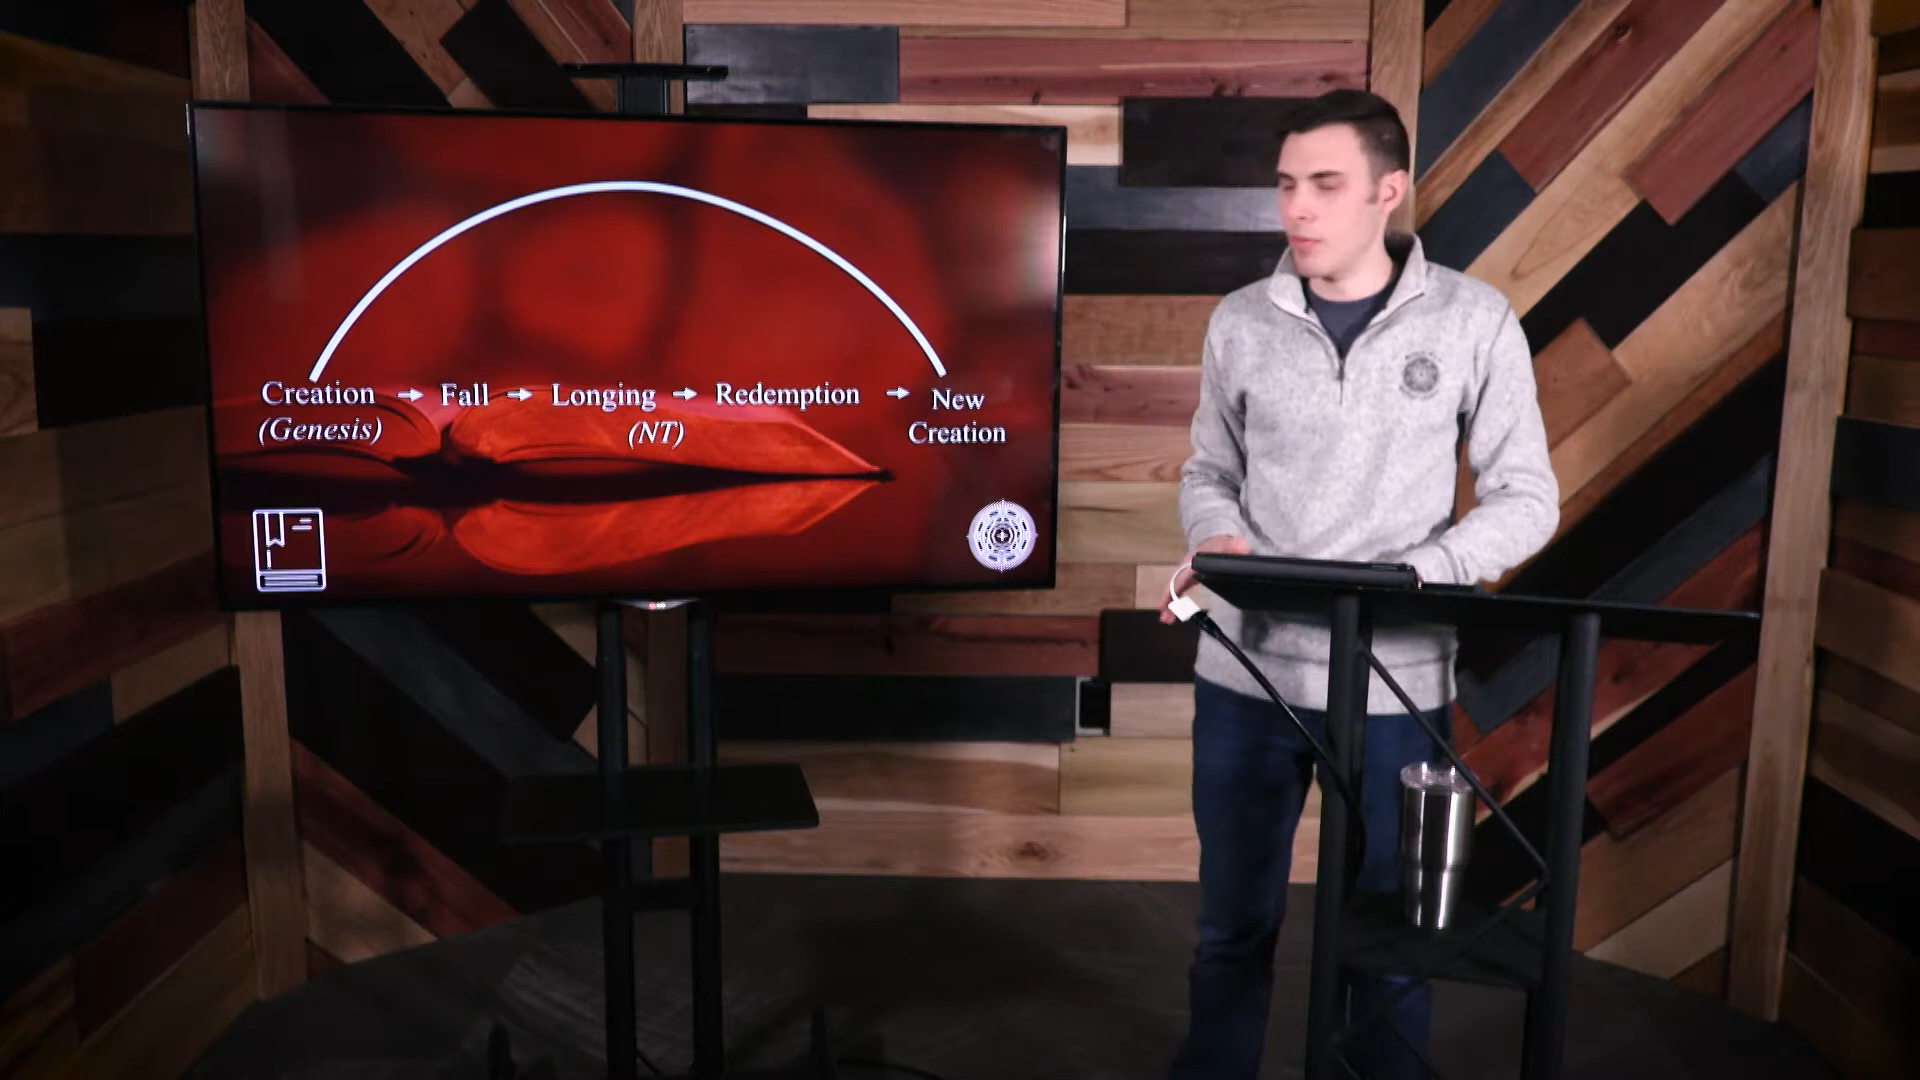 Creation → Fall → Longing → Redemption → New Creation
(Genesis) (NT)